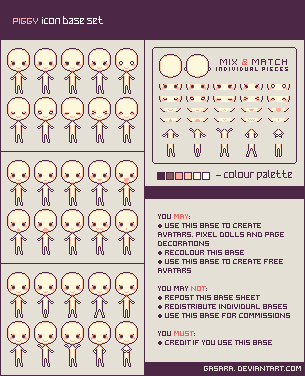 PIGGY icon base set
MIX & MATCH
INDIVIDUAL PIECES
- colour palette
YOU MAY:
● USE THIS BASE TO CREATE
AVATARS, PIXEL DOLLS AND PAGE
DECORATIONS
● RECOLOUR THIS BASE
● USE THIS BASE TO CREATE FREE
AVATARS
YOU MAY NOT:
● REPOST THIS BASE SHEET
● REDISTRIBUTE INDIVIDUAL BASES
● USE THIS BASE FOR COMMISSIONS
YOU MUST:
● CREDIT IF YOU USE THIS BASE
GASARA. DEVIANTART.COM